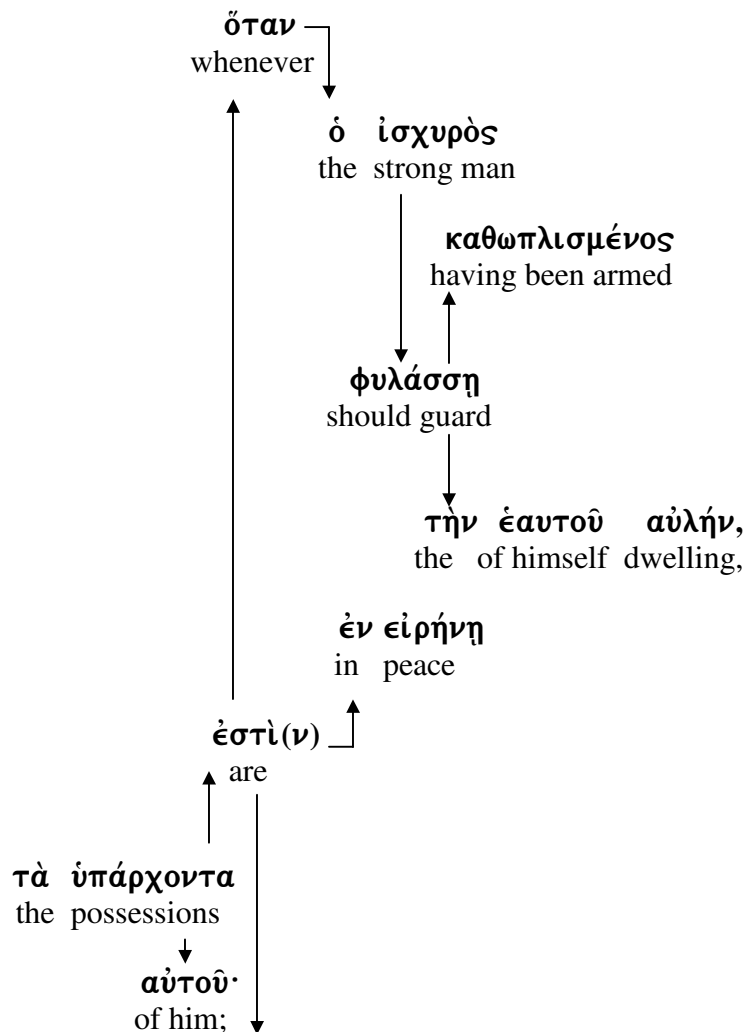 ὅταν
whenever
ὁ ἰσχυρὸς
the strong man
καθωπλισμένος
having been armed
φυλάσσῃ
should guard
τὴν ἑαυτοῦ αὐλήν,
the of himself dwelling,
ἐν εἰρήνῃ
in peace
ἐστὶ(ν)
are
τὰ ὑπάρχοντα
the possessions
αὐτοῦ·
of him;